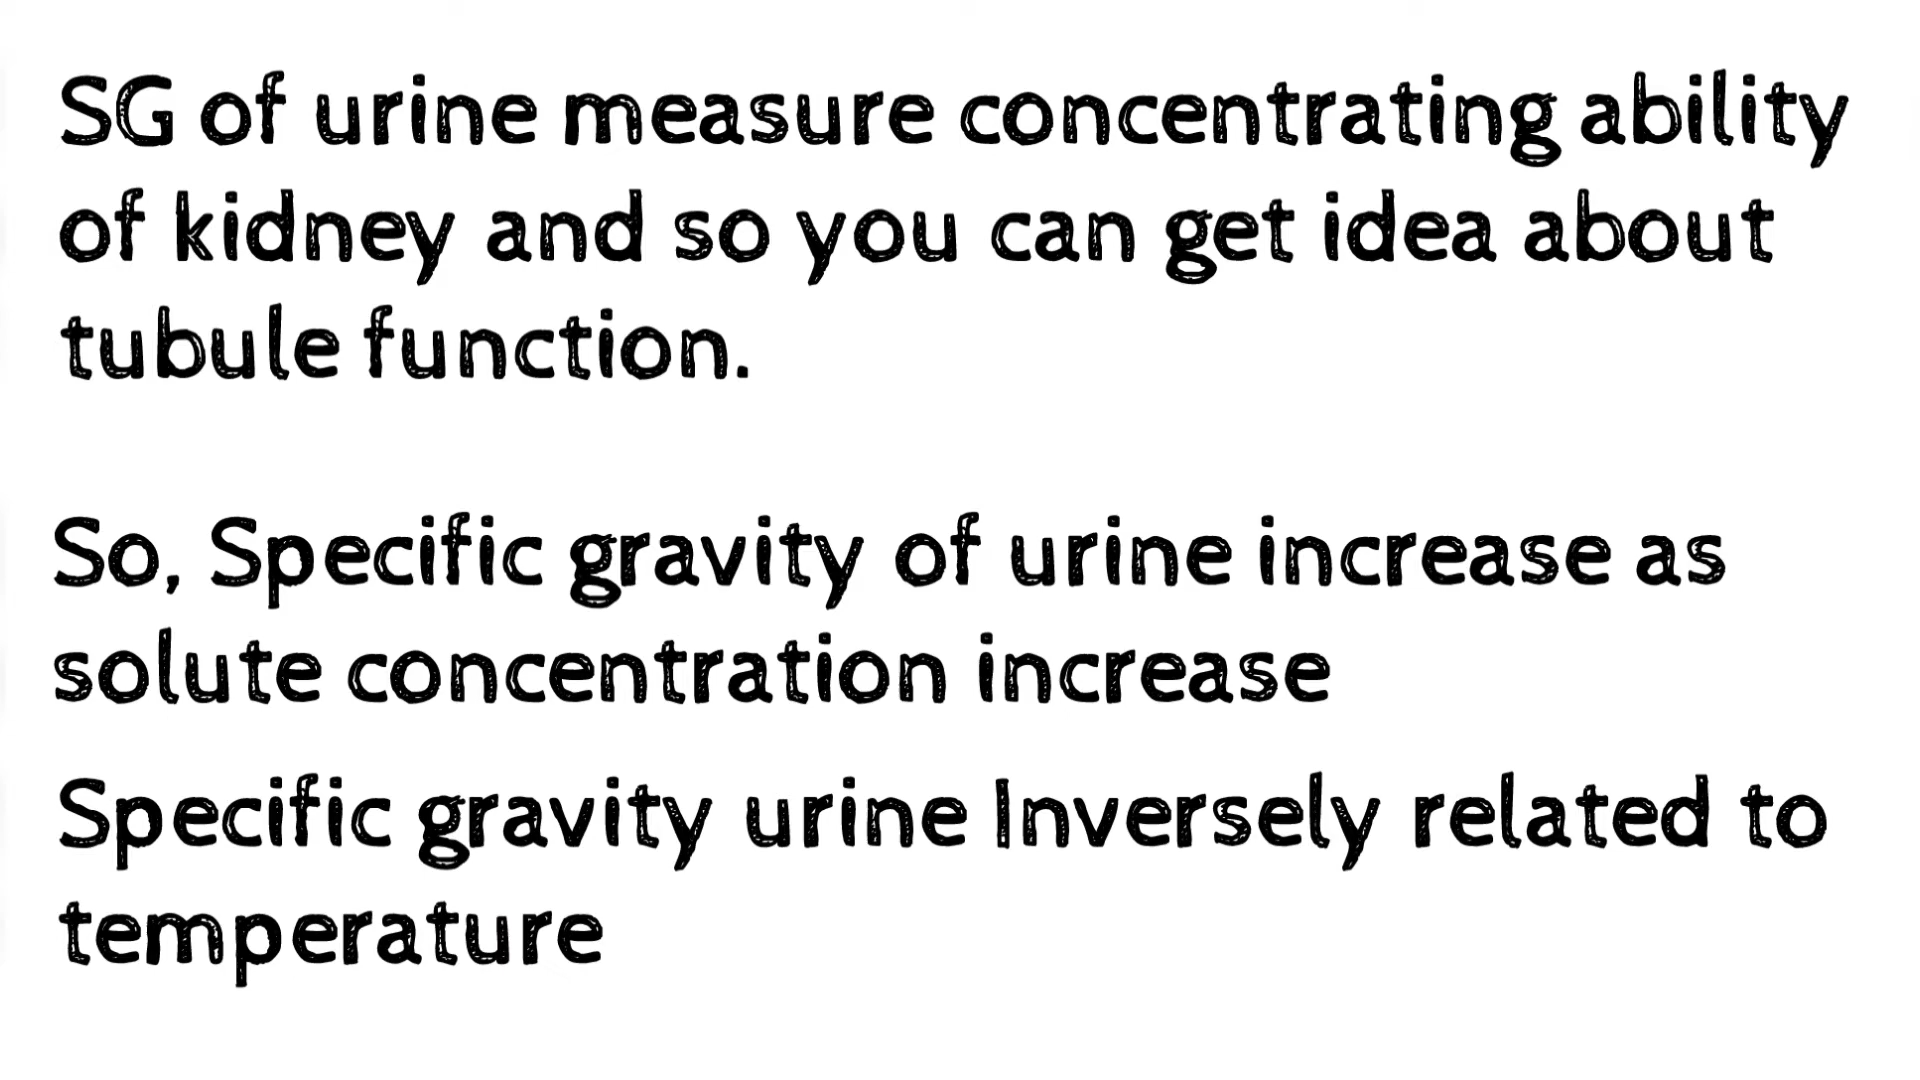 SG of urine measure concentrating ability
of kidney and so you can get idea about
tubule function.
So, Specific gravity of urine increase as
solute concentration increase
Specific gravity urine Inversely related to
temperature